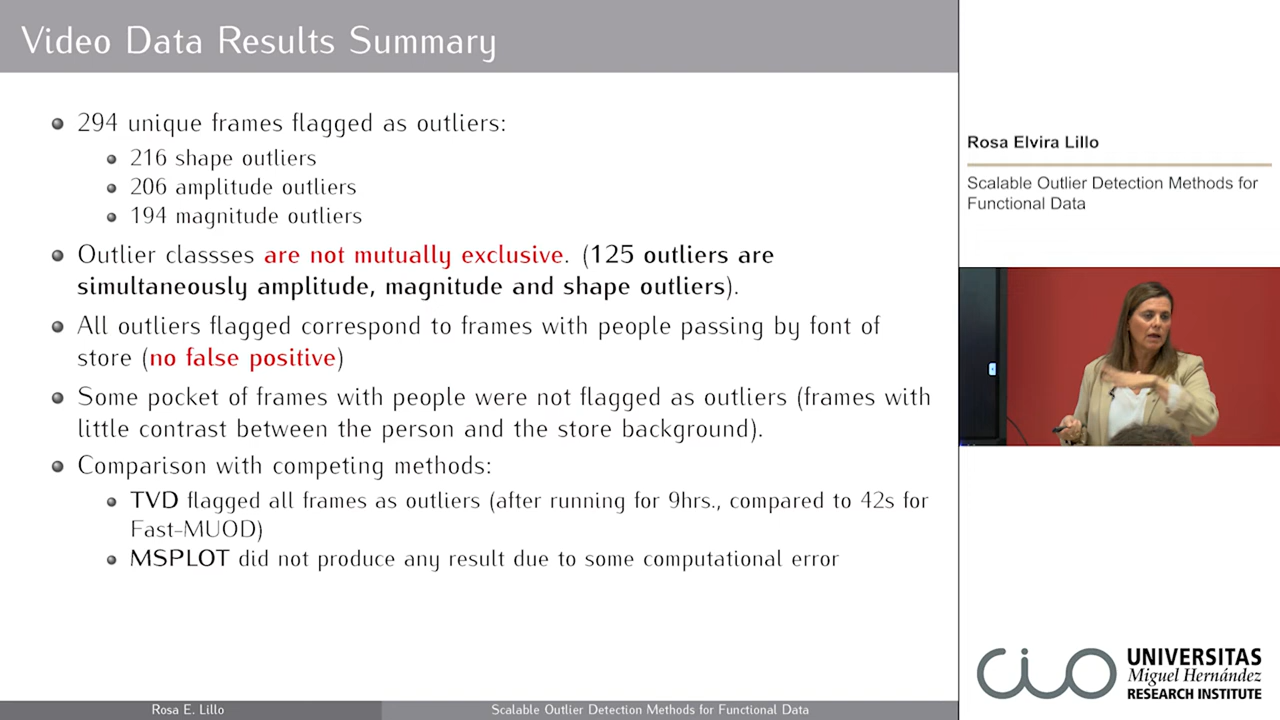 Video Data Results Summary
294 unique frames flagged as outliers:
216 shape outliers
206 amplitude outliers
194 magnitude outliers
Outlier classses are not mutually exclusive. (125 outliers are
simultaneously amplitude, magnitude and shape outliers).
All outliers flagged correspond to frames with people passing by font of
store (no false positive)
Some pocket of frames with people were not flagged as outliers (frames with
little contrast between the person and the store background).
Comparison with competing methods:
TVD flagged all frames as outliers (after running for 9hrs., compared to 42s for
Fast-MUOD)
MSPLOT did not produce any result due to some computational error
Rosa E. Lillo
Scalable Outlier Detection Methods for Functional Data
Rosa Elvira Lillo
Scalable Outlier Detection Methods for
Functional Data
cio
UNIVERSITAS
Miguel Hernández
RESEARCH INSTITUTE